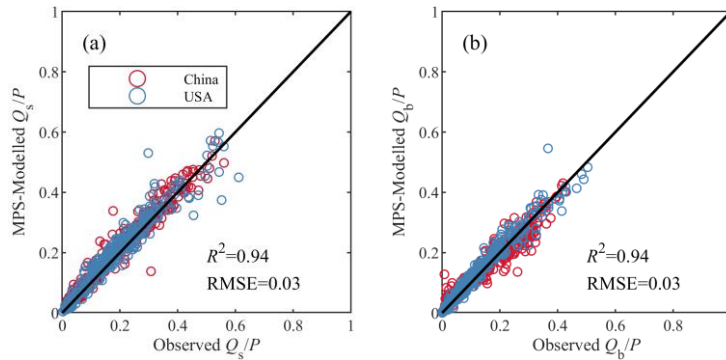 (a)
China
USA
MPS-Modelled Qs/P
1
0.8
0.6
0.4
0.2
0
R²=0.94
RMSE=0.03
0 0.2 0.4 0.6 0.8 1
Observed Qs/P
(b)
MPS-Modelled Qb/P
1
0.8
0.6
0.4
0.2
0
R²=0.94
RMSE=0.03
0 0.2 0.4 0.6 0.8
Observed Qb/P